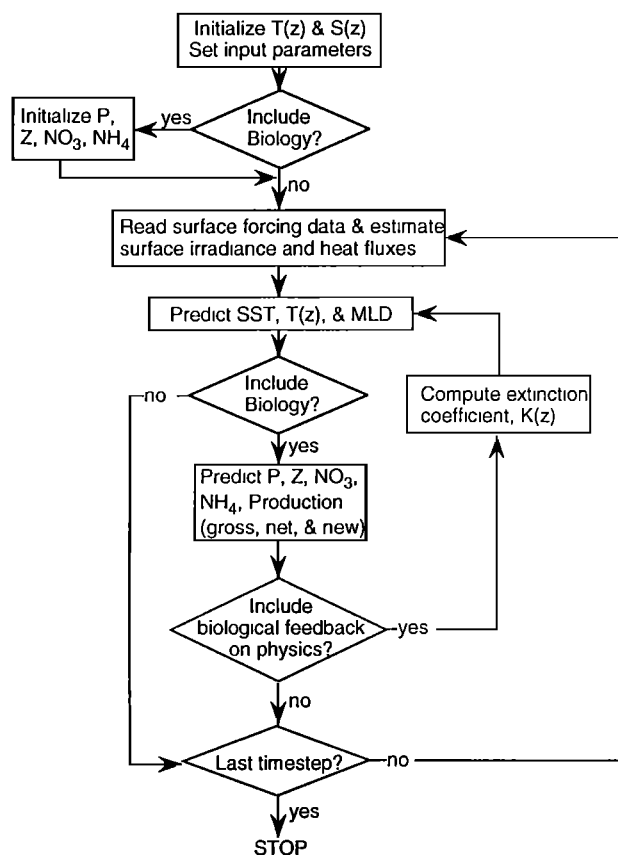 Initialize T(z) & S(z)
Set input parameters
Include
Biology?
yes
Initialize P,
Z, NO3, NH4
no
Read surface forcing data & estimate
surface irradiance and heat fluxes
Predict SST, T(z), & MLD
Include
Biology?
no
Compute extinction
coefficient, K(z)
yes
Predict P, Z, NO3,
NH4, Production
(gross, net, & new)
Include
biological feedback
on physics?
yes
no
Last timestep?
no
yes
STOP